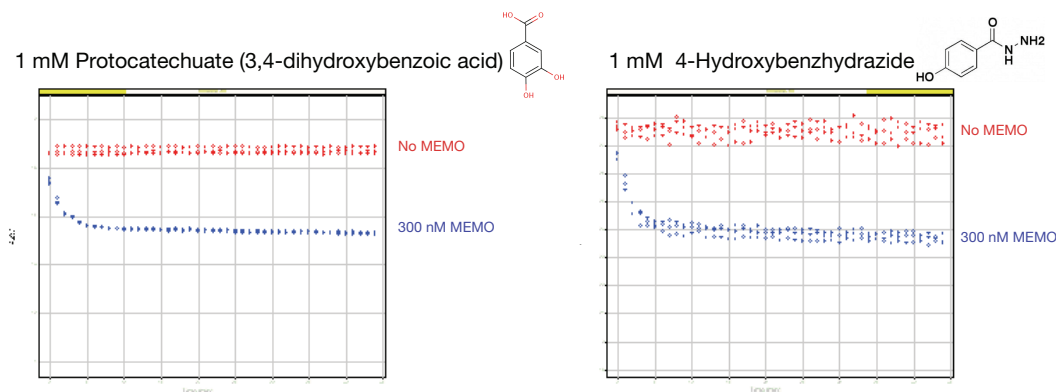 1 mM Protocatechuate (3,4-dihydroxybenzoic acid)
HO
O
OH
OH
No MEMO
300 nM MEMO
1 mM 4-Hydroxybenzhydrazide
O
NH2
N
H
HO
No MEMO
300 nM MEMO